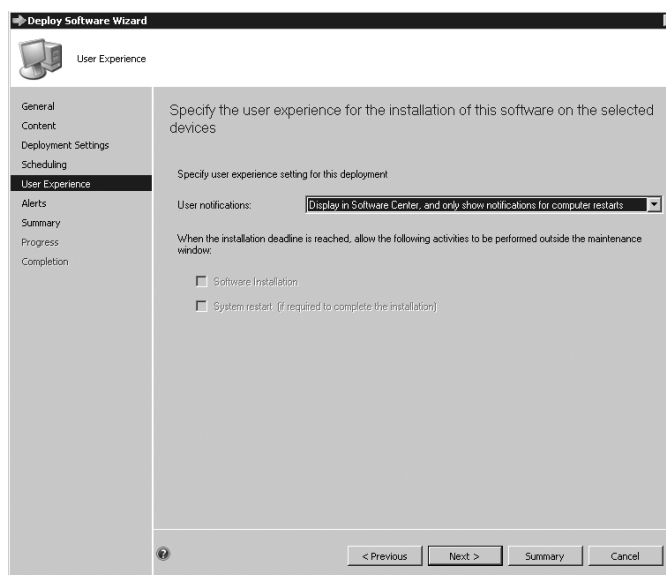 Deploy Software Wizard
User Experience
General
Content
Deployment Settings
Scheduling
User Experience
Alerts
Summary
Progress
Completion
Specify the user experience for the installation of this software on the selected
devices
Specify user experience setting for this deployment
User notifications: Display in Software Center, and only show notifications for computer restarts
When the installation deadline is reached, allow the following activities to be performed outside the maintenance
window:
Software Installation
System restart (if required to complete the installation)
< Previous Next > Summary Cancel